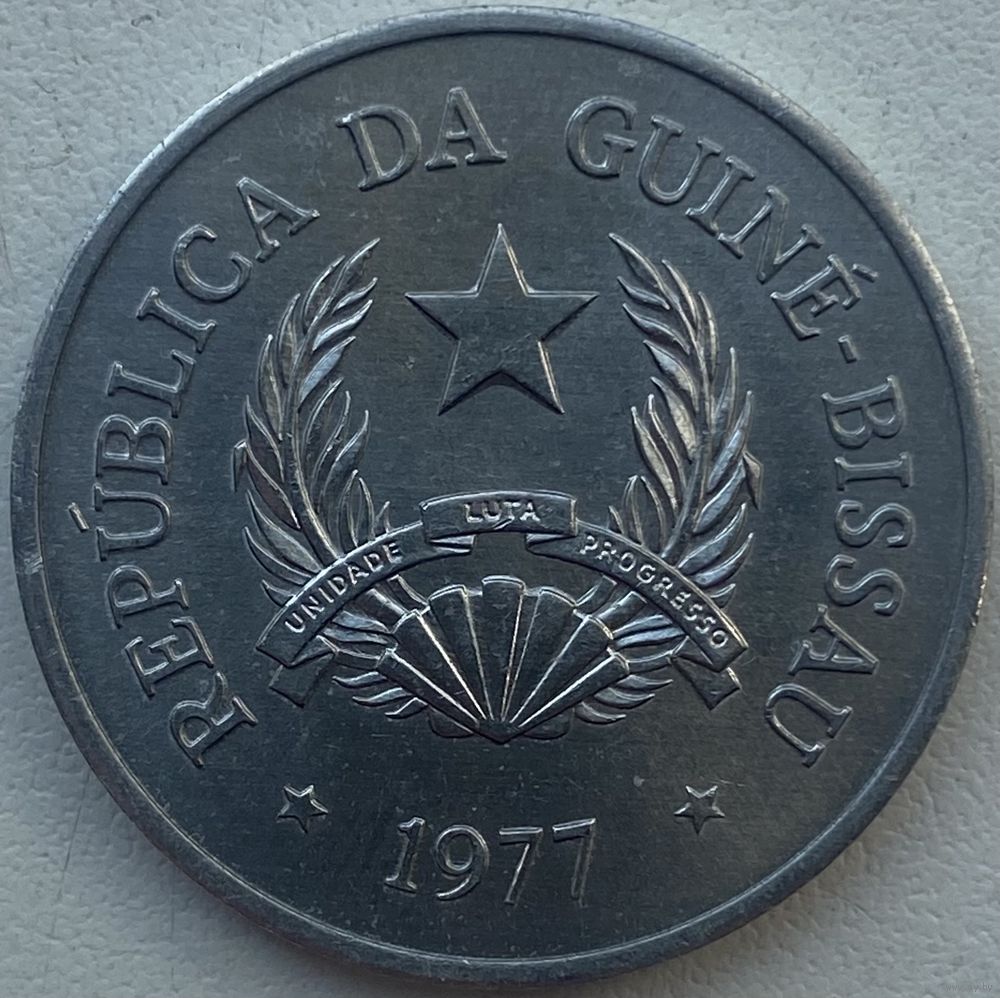 REPÚBLICA DA GUINÉ-BISSAU
LUTA
UNIDADE
PROGRESSO
1977